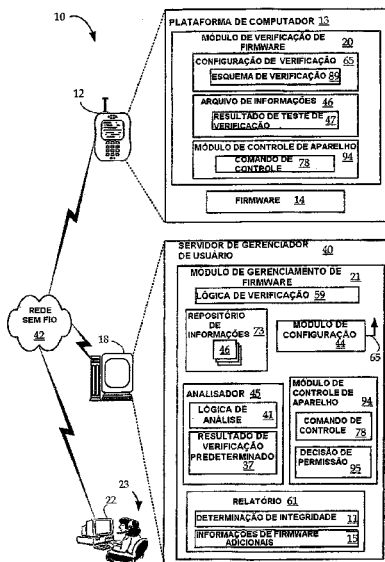 10
12
PLATAFORMA DE COMPUTADOR 13
MÓDULO DE VERIFICAÇÃO DE
FIRMWARE 20
CONFIGURAÇÃO DE VERIFICAÇÃO 65
ESQUEMA DE VERIFICAÇÃO 89
ARQUIVO DE INFORMAÇÕES 46
RESULTADO DE TESTE DE
VERIFICAÇÃO 47
MÓDULO DE CONTROLE DE APARELHO
94
COMANDO DE
CONTROLE 78
FIRMWARE 14
SERVIDOR DE GERENCIADOR
DE USUÁRIO 40
MÓDULO DE GERENCIAMENTO DE
FIRMWARE 21
LÓGICA DE VERIFICAÇÃO 59
REPOSITÓRIO
DE
INFORMAÇÕES 73
46
MÓDULO DE
CONFIGURAÇÃO
44
65
ANALISADOR 45
LÓGICA DE
ANÁLISE 41
RESULTADO DE
VERIFICAÇÃO
PREDETERMINADO
37
MÓDULO DE
CONTROLE DE
APARELHO 94
COMANDO DE
CONTROLE
78
DECISÃO DE
PERMISSÃO
95
RELATÓRIO 61
DETERMINAÇÃO DE INTEGRIDADE 11
INFORMAÇÕES DE FIRMWARE
ADICIONAIS 15
REDE
SEM FIO
42
18
22
23